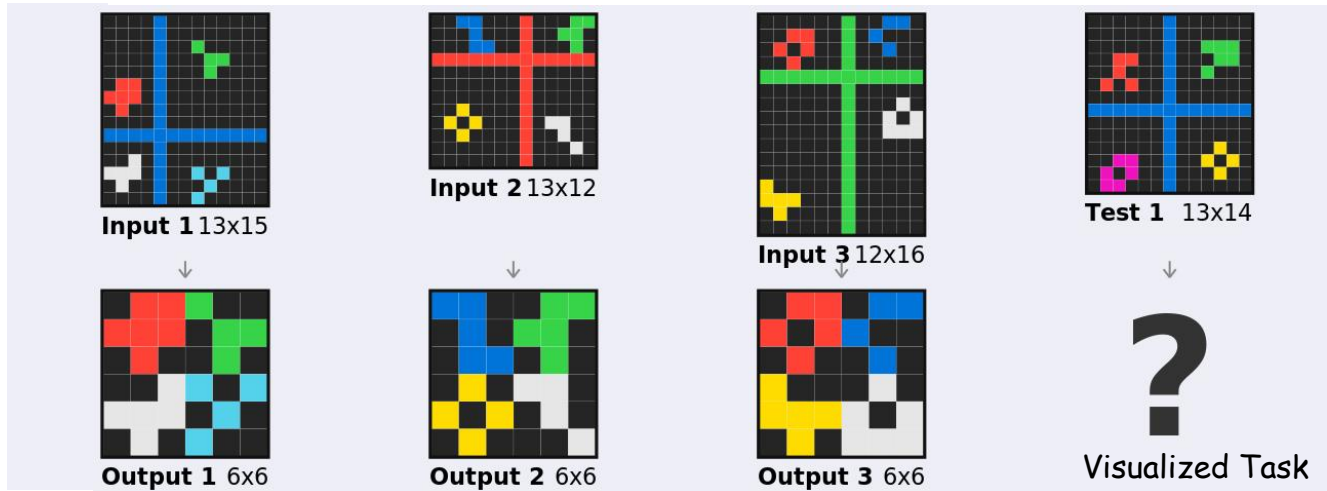 Input 1 13x15
Input 2 13x12
Input 3 12x16
Test 1 13x14
?
Output 1 6x6
Output 2 6x6
Output 3 6x6
Visualized Task